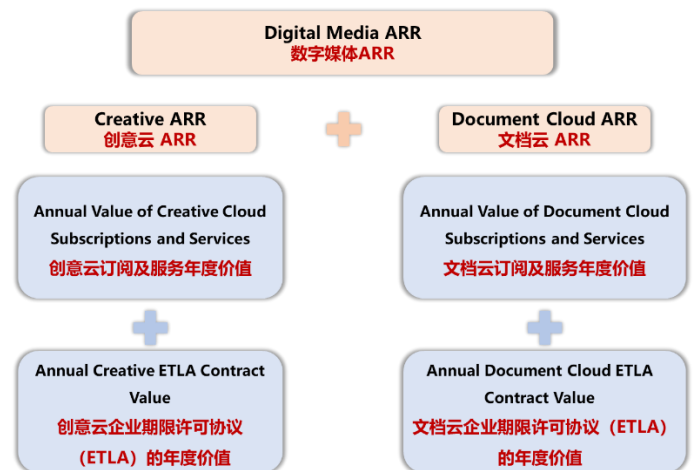 Digital Media ARR
数字媒体ARR
Creative ARR
创意云 ARR
Document Cloud ARR
文档云 ARR
Annual Value of Creative Cloud
Subscriptions and Services
创意云订阅及服务年度价值
Annual Value of Document Cloud
Subscriptions and Services
文档云订阅及服务年度价值
Annual Creative ETLA Contract
Value
创意云企业期限许可协议
（ETLA）的年度价值
Annual Document Cloud ETLA
Contract Value
文档云企业期限许可协议（ETLA）
的年度价值